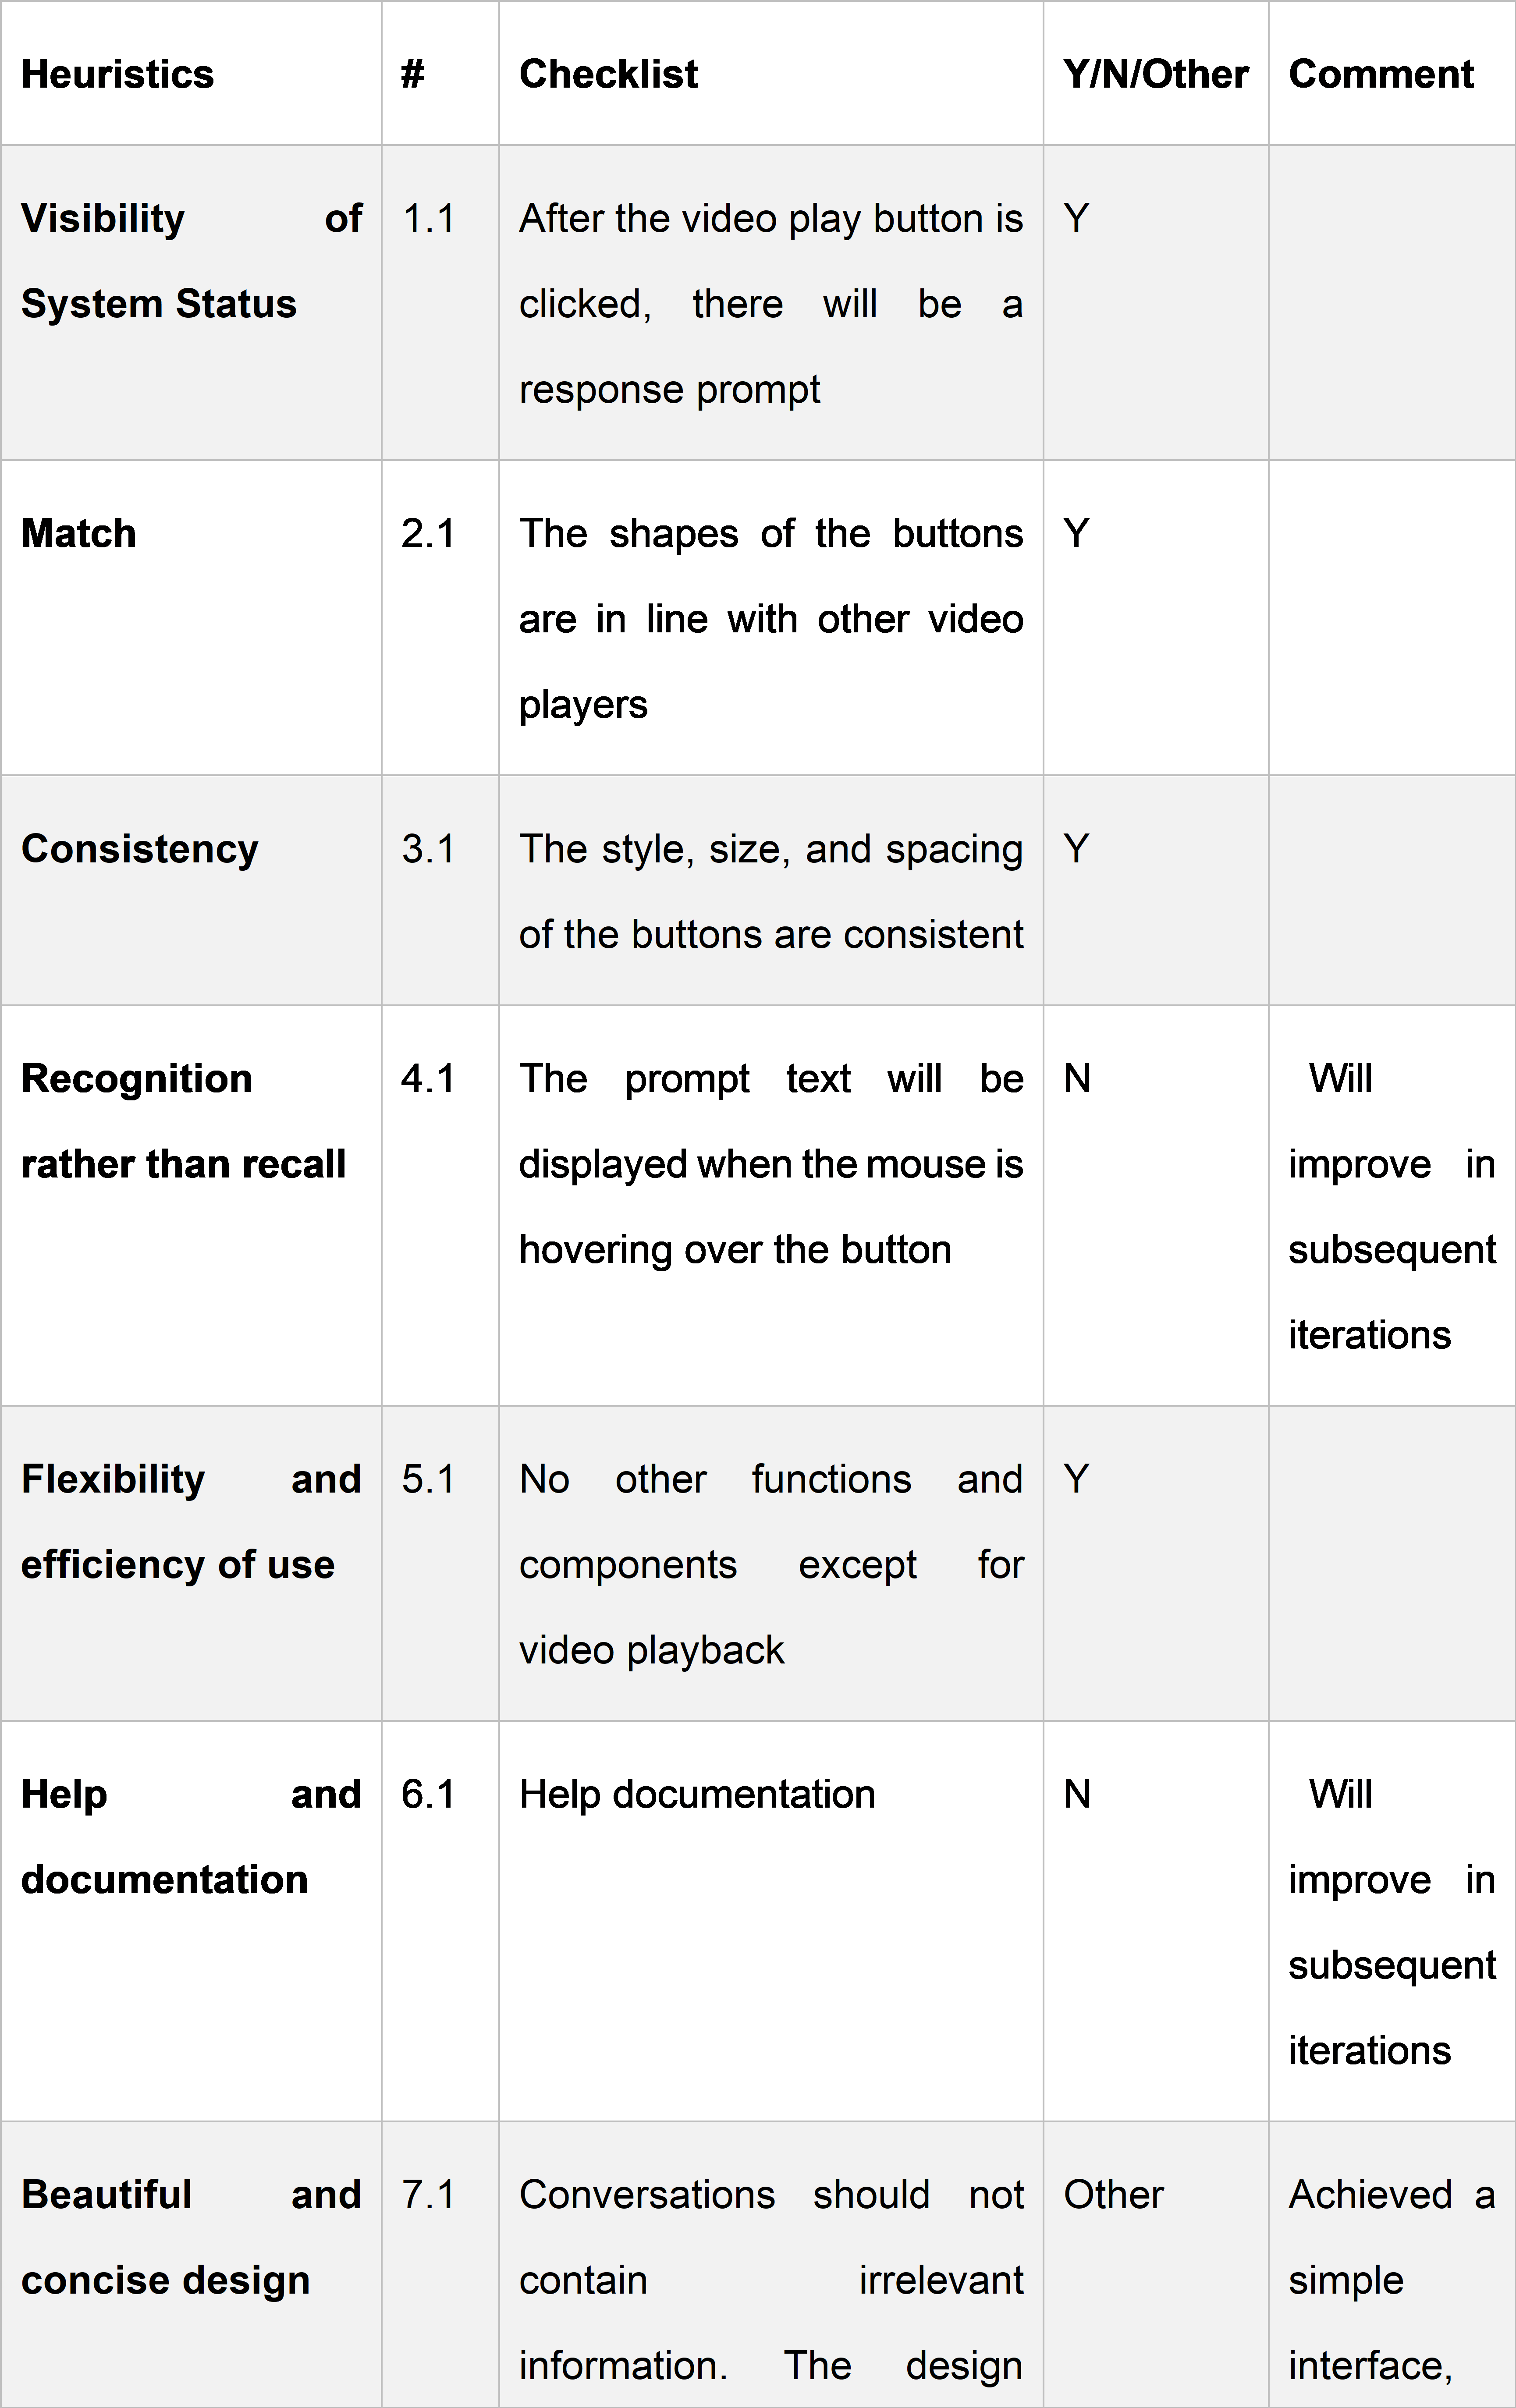 Heuristics # Checklist Y/N/Other Comment
Visibility of 1.1 After the video play button is Y
System Status clicked, there will be a
response prompt
Match 2.1 The shapes of the buttons Y
are in line with other video
players
Consistency 3.1 The style, size, and spacing Y
of the buttons are consistent
Recognition 4.1 The prompt text will be N Will
rather than recall displayed when the mouse is improve in
hovering over the button subsequent
iterations
Flexibility and 5.1 No other functions and Y
efficiency of use components except for
video playback
Help and 6.1 Help documentation N Will
documentation improve in
subsequent
iterations
Beautiful and 7.1 Conversations should not Other Achieved a
concise design contain irrelevant simple
information. The design interface,